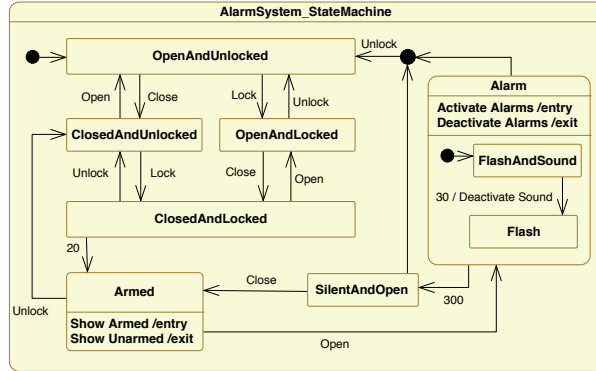 AlarmSystem_StateMachine
OpenAndUnlocked
Unlock
Alarm
Activate Alarms /entry
Deactivate Alarms /exit
Open
Close
Lock
Unlock
ClosedAndUnlocked
OpenAndLocked
FlashAndSound
Unlock
Lock
Close
Open
30 / Deactivate Sound
ClosedAndLocked
Flash
20
Armed
Close
SilentAndOpen
300
Unlock
Show Armed /entry
Show Unarmed /exit
Open